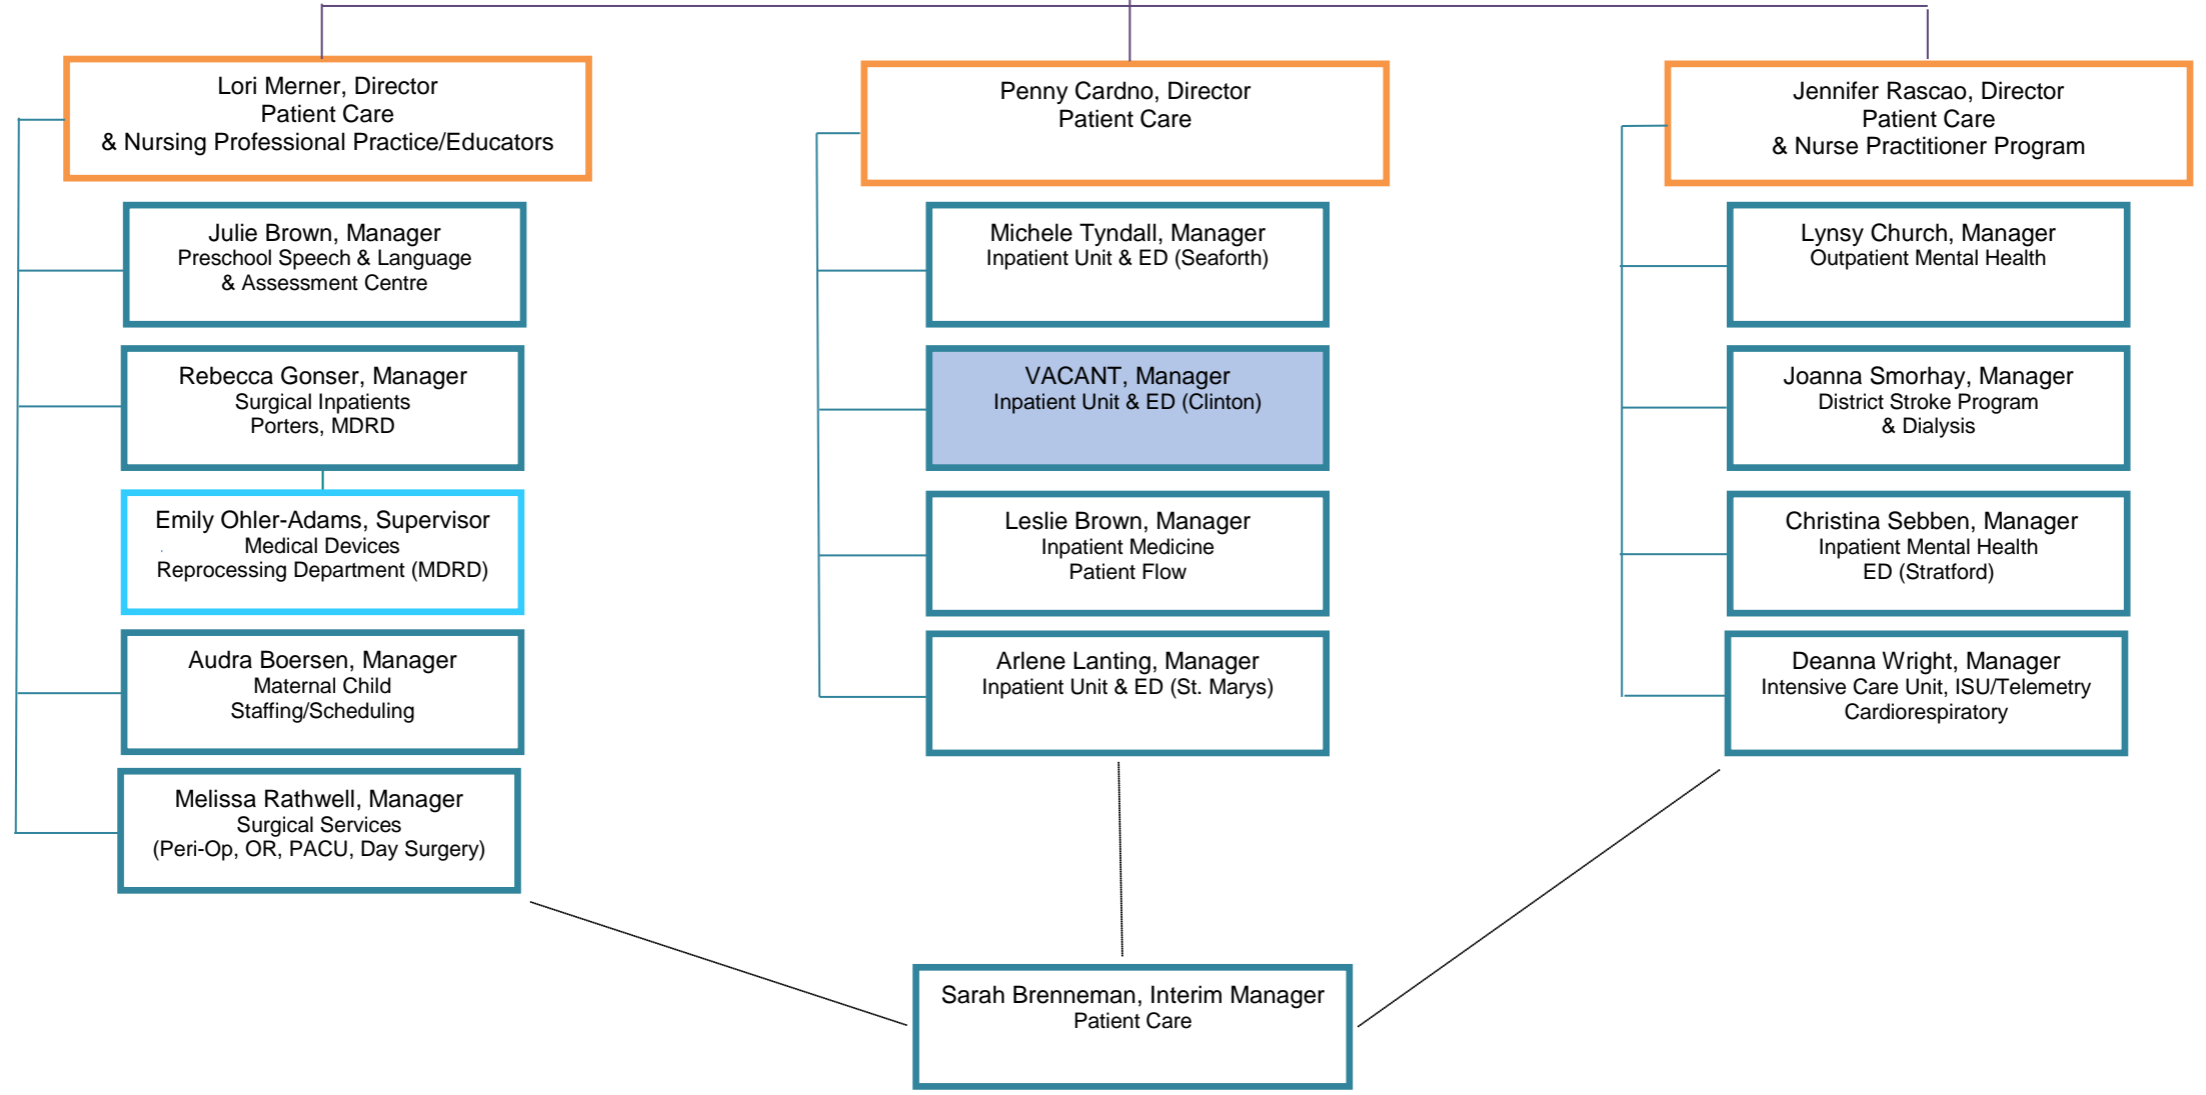 Lori Merner, Director
Patient Care
& Nursing Professional Practice/Educators
Julie Brown, Manager
Preschool Speech & Language
& Assessment Centre
Rebecca Gonser, Manager
Surgical Inpatients
Porters, MDRD
Emily Ohler-Adams, Supervisor
Medical Devices
Reprocessing Department (MDRD)
Audra Boersen, Manager
Maternal Child
Staffing/Scheduling
Melissa Rathwell, Manager
Surgical Services
(Peri-Op, OR, PACU, Day Surgery)
Penny Cardno, Director
Patient Care
Michele Tyndall, Manager
Inpatient Unit & ED (Seaforth)
VACANT, Manager
Inpatient Unit & ED (Clinton)
Leslie Brown, Manager
Inpatient Medicine
Patient Flow
Arlene Lanting, Manager
Inpatient Unit & ED (St. Marys)
Jennifer Rascao, Director
Patient Care
& Nurse Practitioner Program
Lynsy Church, Manager
Outpatient Mental Health
Joanna Smorhay, Manager
District Stroke Program
& Dialysis
Christina Sebben, Manager
Inpatient Mental Health
ED (Stratford)
Deanna Wright, Manager
Intensive Care Unit, ISU/Telemetry
Cardiorespiratory
Sarah Brenneman, Interim Manager
Patient Care